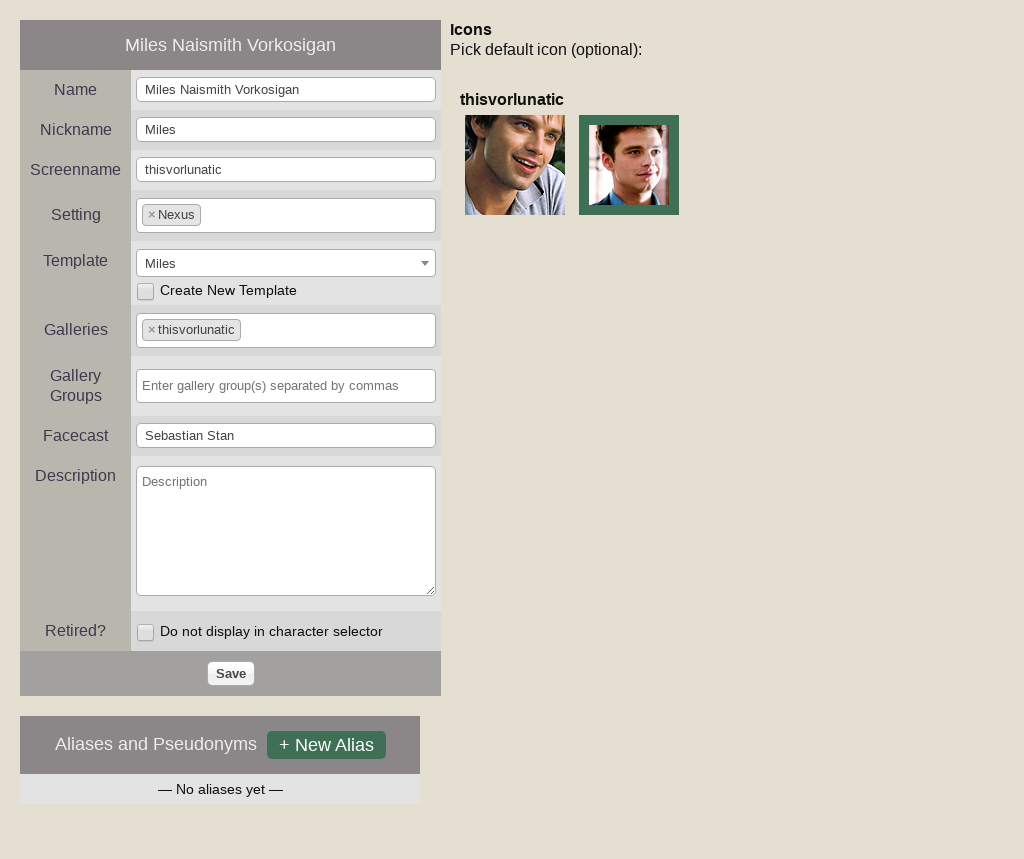 Miles Naismith Vorkosigan
Name
Miles Naismith Vorkosigan
Nickname
Miles
Screenname
thisvorlunatic
Setting
×Nexus
Template
Miles
Create New Template
Galleries
×thisvorlunatic
Gallery
Groups
Enter gallery group(s) separated by commas
Facecast
Sebastian Stan
Description
Description
Retired?
Do not display in character selector
Save
Aliases and Pseudonyms
+ New Alias
— No aliases yet —
Icons
Pick default icon (optional):
thisvorlunatic